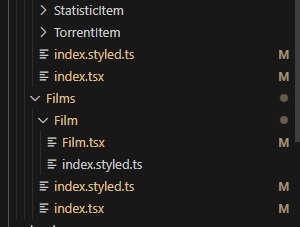 StatisticItem
TorrentItem
index.styled.ts M
index.tsx M
Films
Film
Film.tsx M
index.styled.ts
index.styled.ts M
index.tsx M